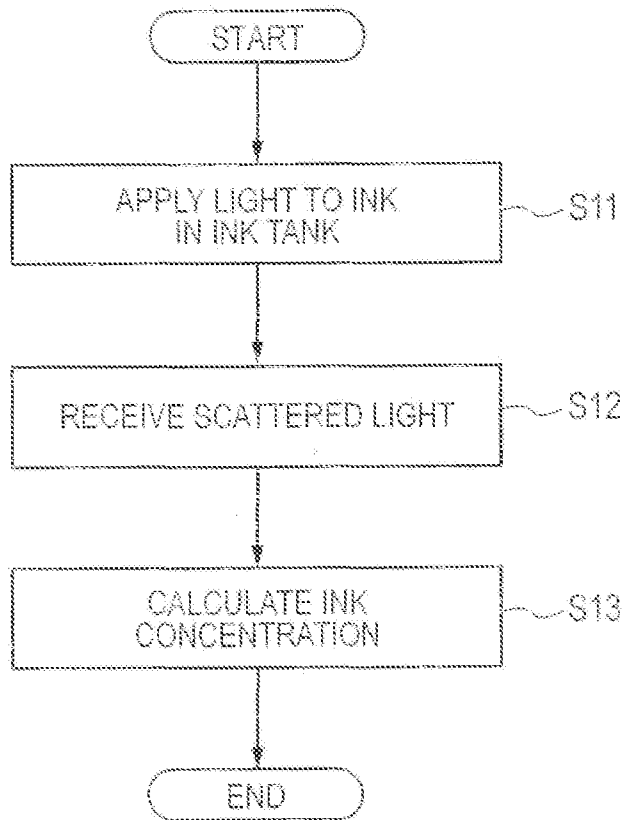 START
APPLY LIGHT TO INK
IN INK TANK
S11
RECEIVE SCATTERED LIGHT
S12
CALCULATE INK
CONCENTRATION
S13
END